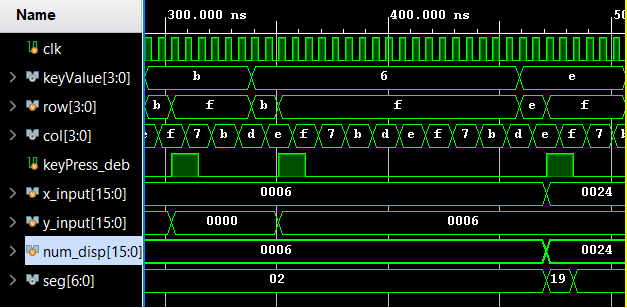 Name
300.000 ns 400.000 ns 50
clk
keyValue[3:0] b 6 e
row[3:0] b f b f e f
col[3:0] e f 7 b d e f 7 b d e f 7 b d e f 7 b
keyPress_deb
x_input[15:0] 0006 0024
y_input[15:0] 0000 0006
num_disp[15:0] 0006 0024
seg[6:0] 02 19